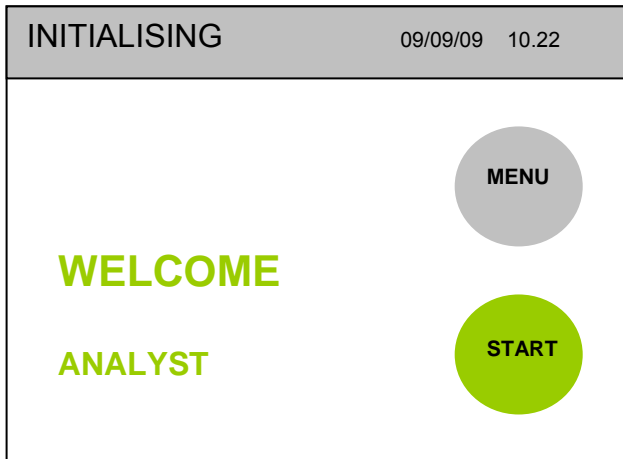 INITIALISING 09/09/09 10.22
MENU
WELCOME
START
ANALYST